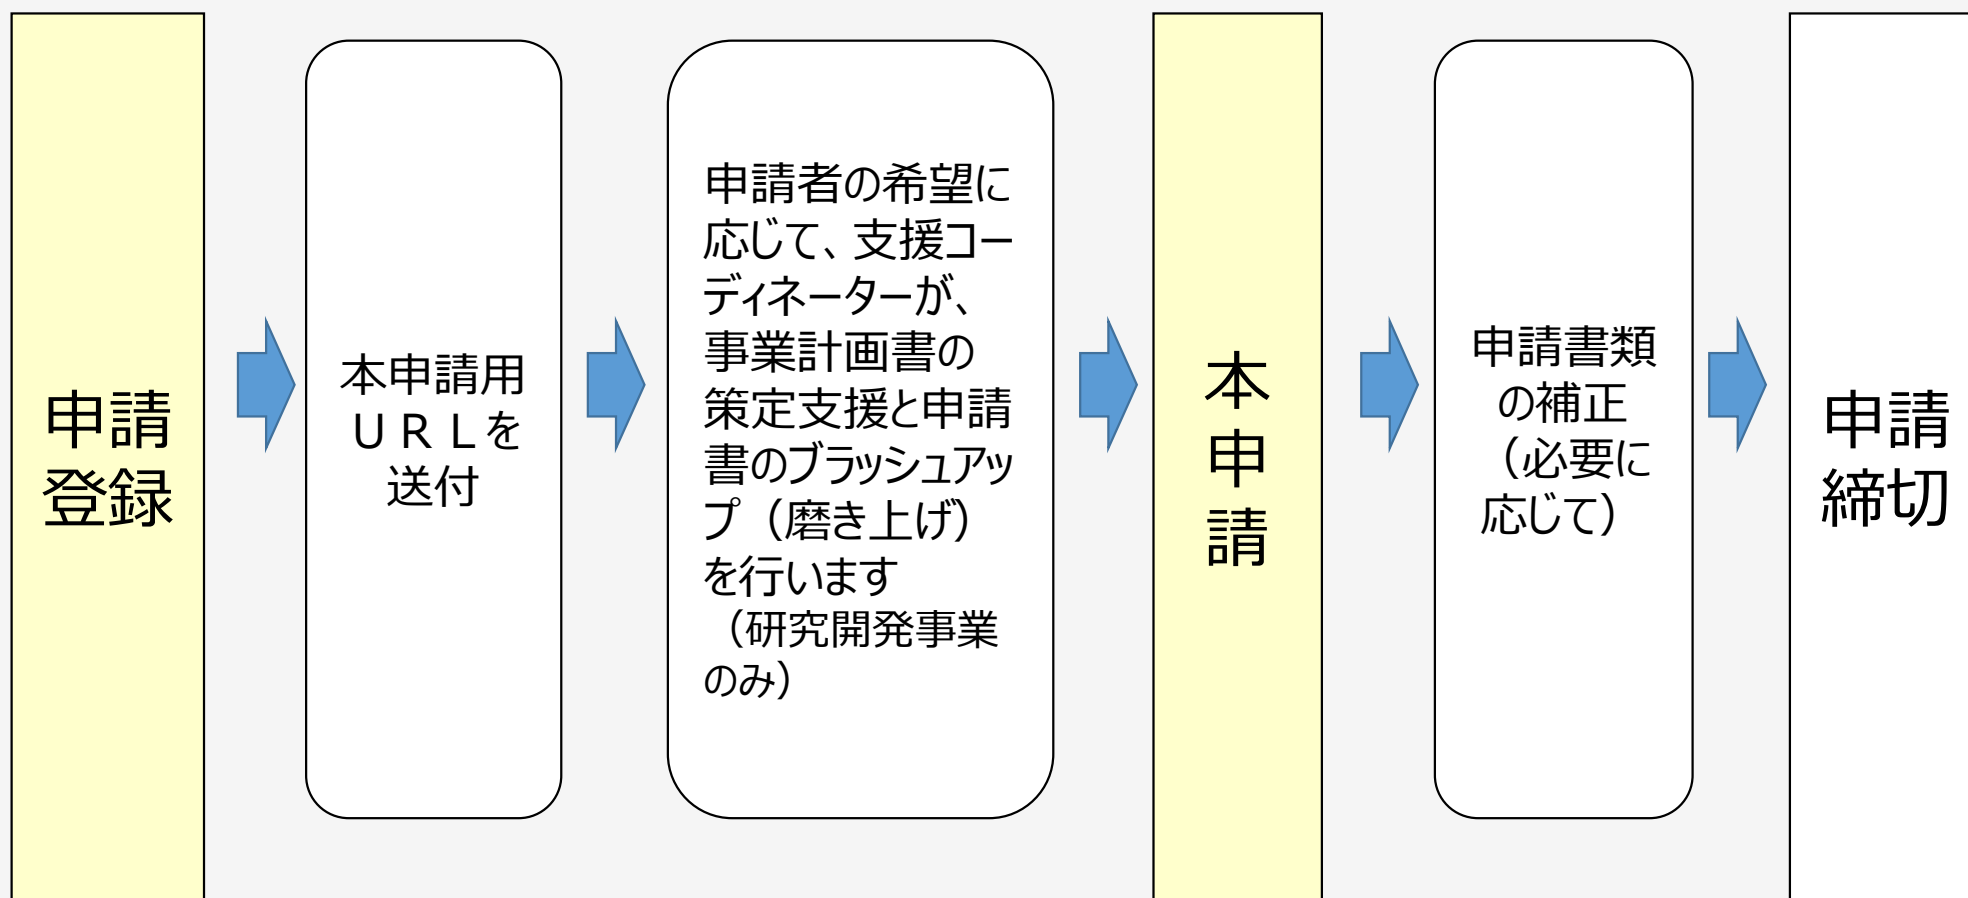 申請
登録
本申請用
ＵＲＬを
送付
申請者の希望に
応じて、支援コー
ディネーターが、
事業計画書の
策定支援と申請
書のブラッシュアッ
プ（磨き上げ）
を行います
（研究開発事業
のみ）
本
申
請
申請書類
の補正
（必要に
応じて）
申請
締切